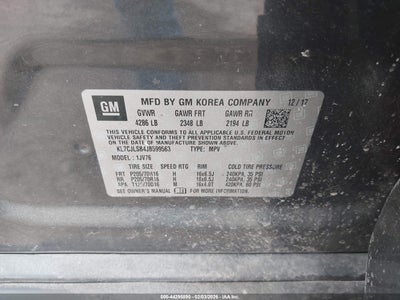 GM
MFD BY GM KOREA COMPANY 12/17
GVWR GAWR FRT GAWR RR
4286 LB 2348 LB 2194 LB
THIS VEHICLE CONFORMS TO ALL APPLICABLE U.S. FEDERAL MOTOR
VEHICLE SAFETY AND THEFT PREVENTION STANDARDS IN EFFECT
ON THE DATE OF MANUFACTURE SHOWN ABOVE.
KL7CJLSB4JB599563 TYPE: MPV
MODEL: 1JV76
TIRE SIZE SPEED RTG RIM COLD TIRE PRESSURE
FRT P205/70R16 H 16x6.5J 240KPA, 35 PSI
RR P205/70R16 H 16x6.5J 240KPA, 35 PSI
SPA M 16x4.0T 420KPA, 60 PSI
SEE OWNER'S MANUAL FOR MORE INFORMATION.